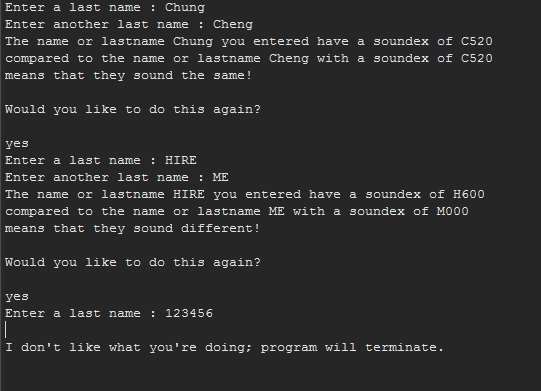 Enter a last name : Chung
Enter another last name : Cheng
The name or lastname Chung you entered have a soundex of C520
compared to the name or lastname Cheng with a soundex of C520
means that they sound the same!
Would you like to do this again?
yes
Enter a last name : HIRE
Enter another last name : ME
The name or lastname HIRE you entered have a soundex of H600
compared to the name or lastname ME with a soundex of M000
means that they sound different!
Would you like to do this again?
yes
Enter a last name : 123456
I don't like what you're doing; program will terminate.